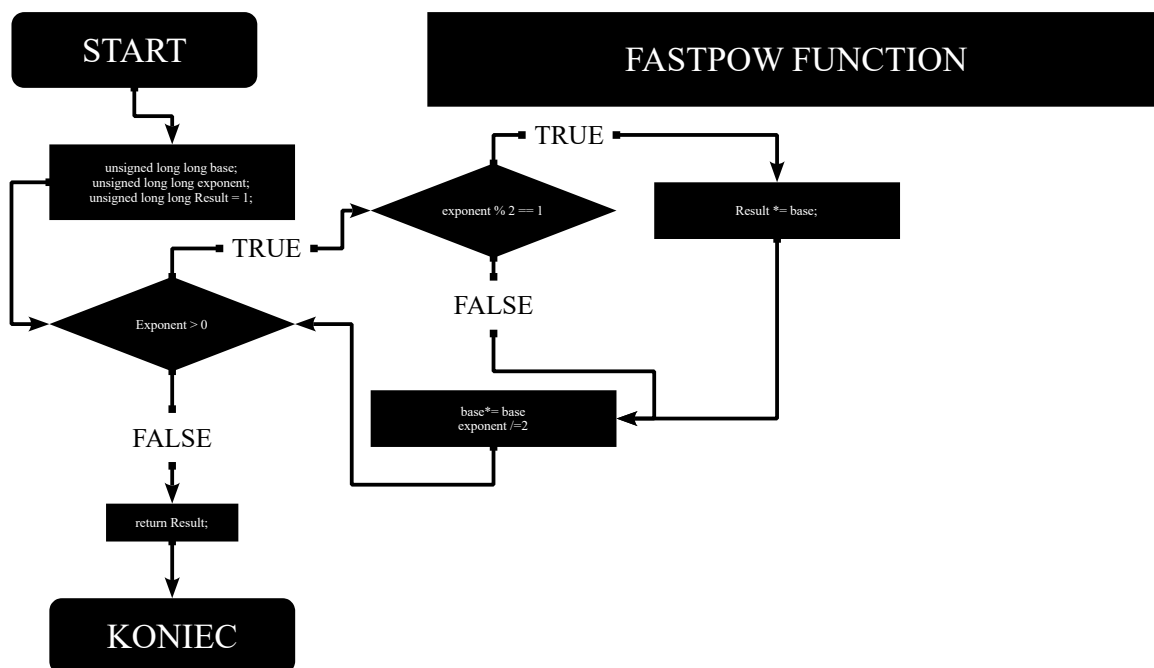 START
FASTPOW FUNCTION
unsigned long long base;
unsigned long long exponent;
unsigned long long Result = 1;
TRUE
exponent % 2 == 1
Result *= base;
TRUE
FALSE
Exponent > 0
base*= base
exponent /=2
FALSE
return Result;
KONIEC